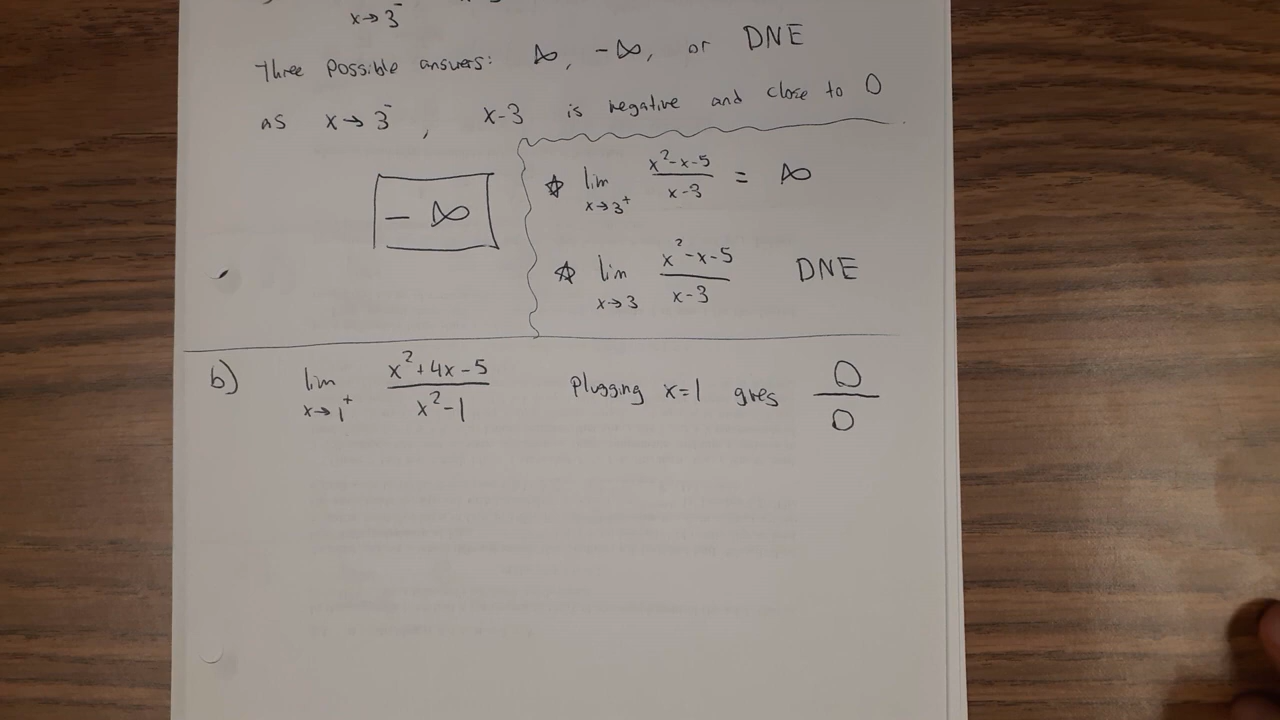 x→3⁻
Three possible answers: ∞, -∞, or DNE
as x→3⁻, x-3 is negative and close to 0
- ∞
☆ lim x→3⁺ (x²-x-5)/(x-3) = ∞
☆ lim x→3 (x²-x-5)/(x-3) DNE
b) lim x→1⁺ (x²+4x-5)/(x²-1) Plugging x=1 gives 0/0